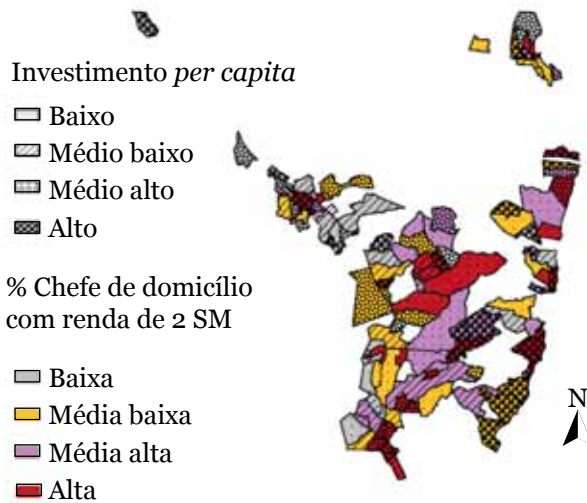 Investimento per capita
Baixo
Médio baixo
Médio alto
Alto
% Chefe de domicílio
com renda de 2 SM
Baixa
Média baixa
Média alta
Alta
N